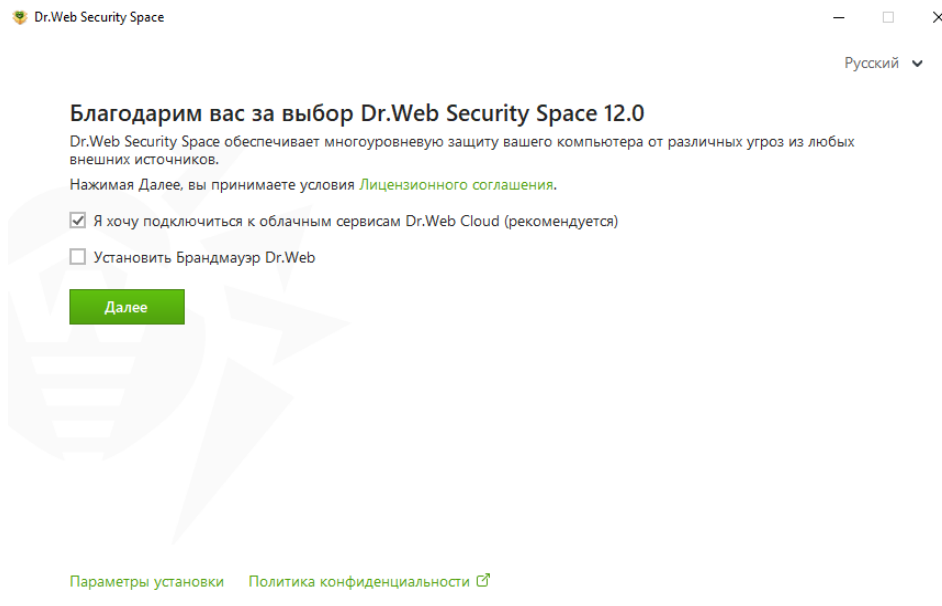 Dr.Web Security Space
Русский
Благодарим вас за выбор Dr.Web Security Space 12.0
Dr.Web Security Space обеспечивает многоуровневую защиту вашего компьютера от различных угроз из любых
внешних источников.
Нажимая Далее, вы принимаете условия Лицензионного соглашения.
Я хочу подключиться к облачным сервисам Dr.Web Cloud (рекомендуется)
Установить Брандмауэр Dr.Web
Далее
Параметры установки Политика конфиденциальности